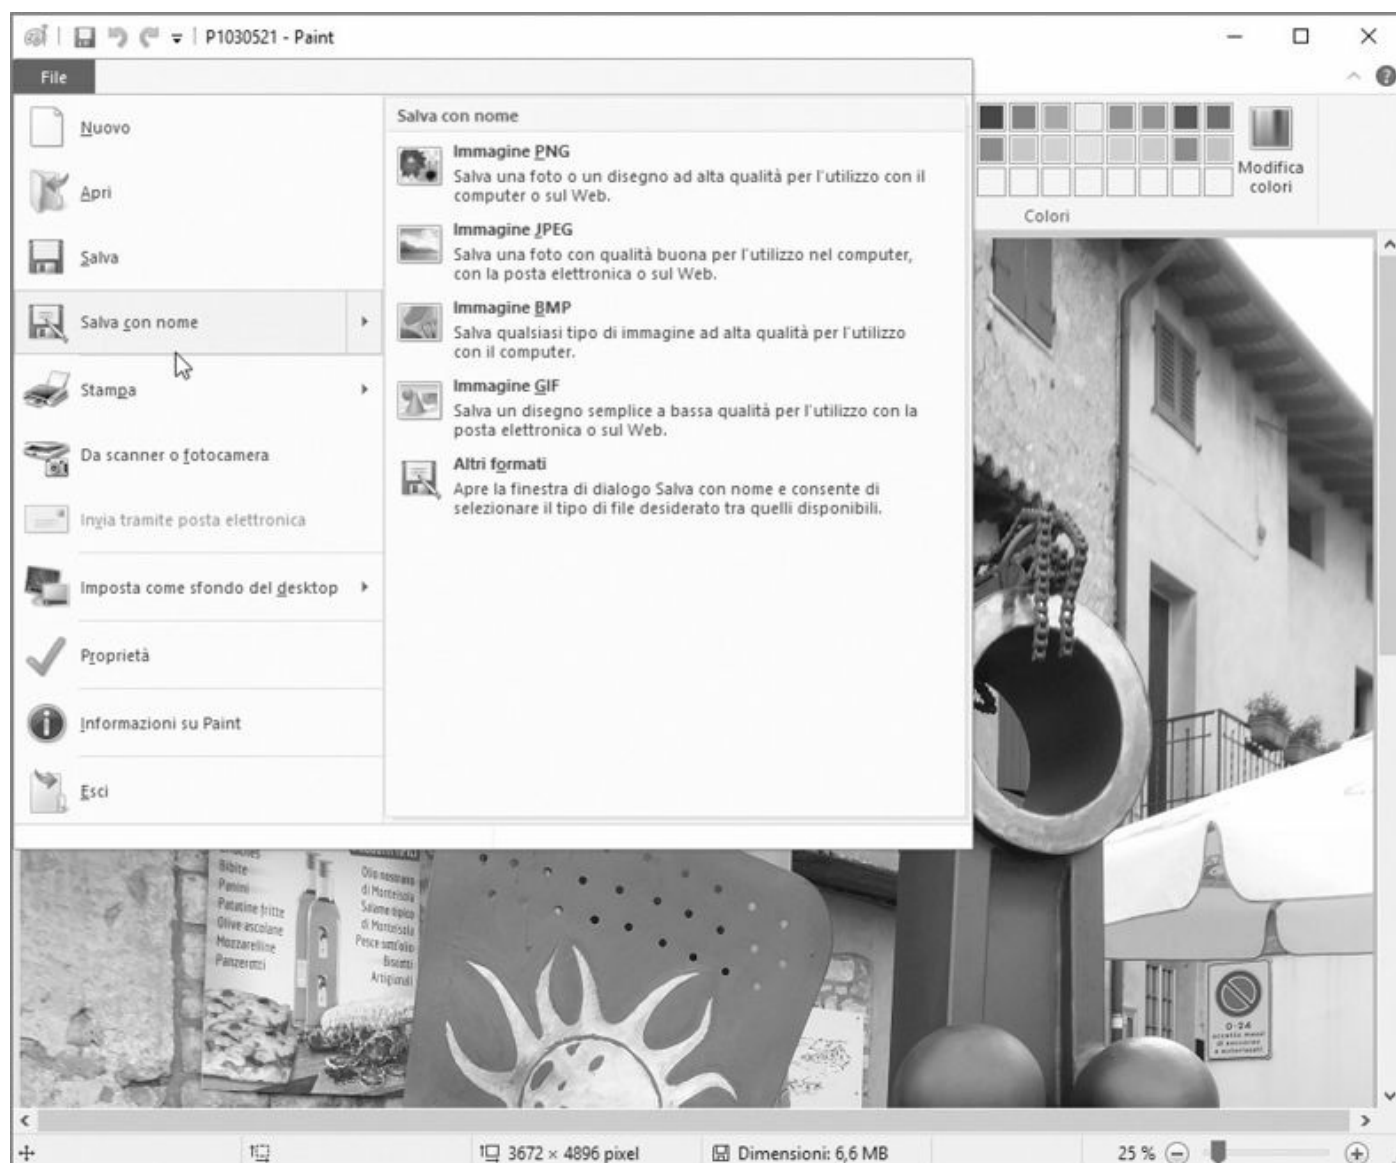 P1030521 - Paint
File
Nuovo
Apri
Salva
Salva con nome
Stampa
Da scanner o fotocamera
Invia tramite posta elettronica
Imposta come sfondo del desktop
Proprietà
Informazioni su Paint
Esci
Salva con nome
Immagine PNG
Salva una foto o un disegno ad alta qualità per l'utilizzo con il
computer o sul Web.
Immagine JPEG
Salva una foto con qualità buona per l'utilizzo nel computer,
con la posta elettronica o sul Web.
Immagine BMP
Salva qualsiasi tipo di immagine ad alta qualità per l'utilizzo
con il computer.
Immagine GIF
Salva un disegno semplice a bassa qualità per l'utilizzo con la
posta elettronica o sul Web.
Altri formati
Apre la finestra di dialogo Salva con nome e consente di
selezionare il tipo di file desiderato tra quelli disponibili.
Modifica
colori
Colori
Bibite
Panini
Patatine fritte
Olive ascolane
Mozzarelline
Panzerotti
Olio nostrano
di Monteisola
Salame tipico
di Monteisola
Pesce sott'olio
Biscotti
Artigianali
0-24
3672 × 4896 pixel
Dimensioni: 6,6 MB
25 %